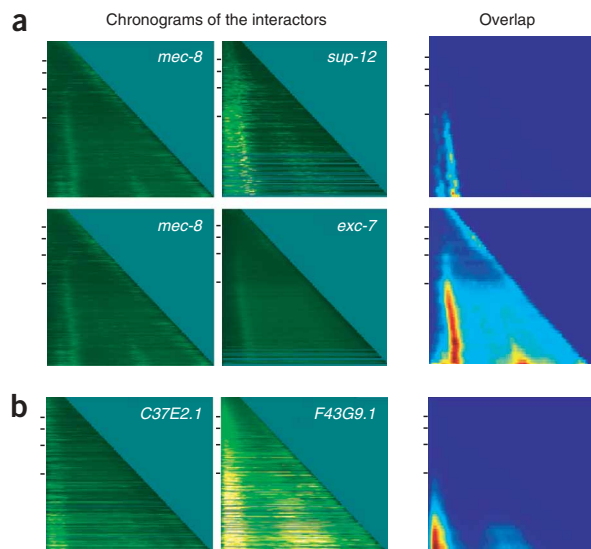 a
Chronograms of the interactors
Overlap
mec-8
sup-12
mec-8
exc-7
b
C37E2.1
F43G9.1